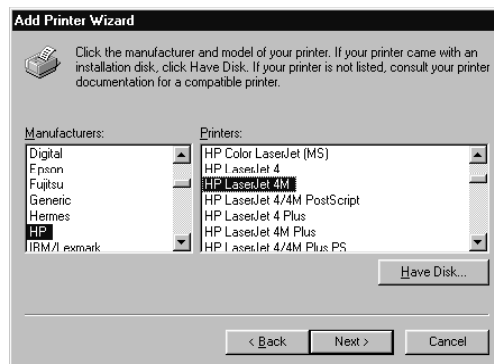 Add Printer Wizard
Click the manufacturer and model of your printer. If your printer came with an
installation disk, click Have Disk. If your printer is not listed, consult your printer
documentation for a compatible printer.
Manufacturers:
Digital
Epson
Fujitsu
Generic
Hermes
HP
IBM/Lexmark
Printers:
HP Color LaserJet (MS)
HP LaserJet 4
HP LaserJet 4M
HP LaserJet 4/4M PostScript
HP LaserJet 4 Plus
HP LaserJet 4M Plus
HP LaserJet 4/4M Plus PS
Have Disk...
< Back
Next >
Cancel